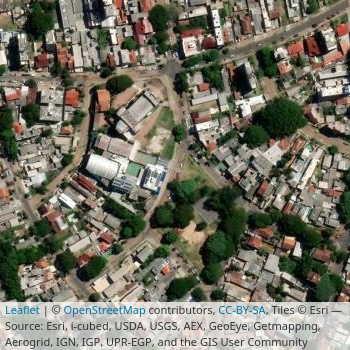 Leaflet | © OpenStreetMap contributors, CC-BY-SA, Tiles © Esri —
Source: Esri, i-cubed, USDA, USGS, AEX, GeoEye, Getmapping,
Aerogrid, IGN, IGP, UPR-EGP, and the GIS User Community